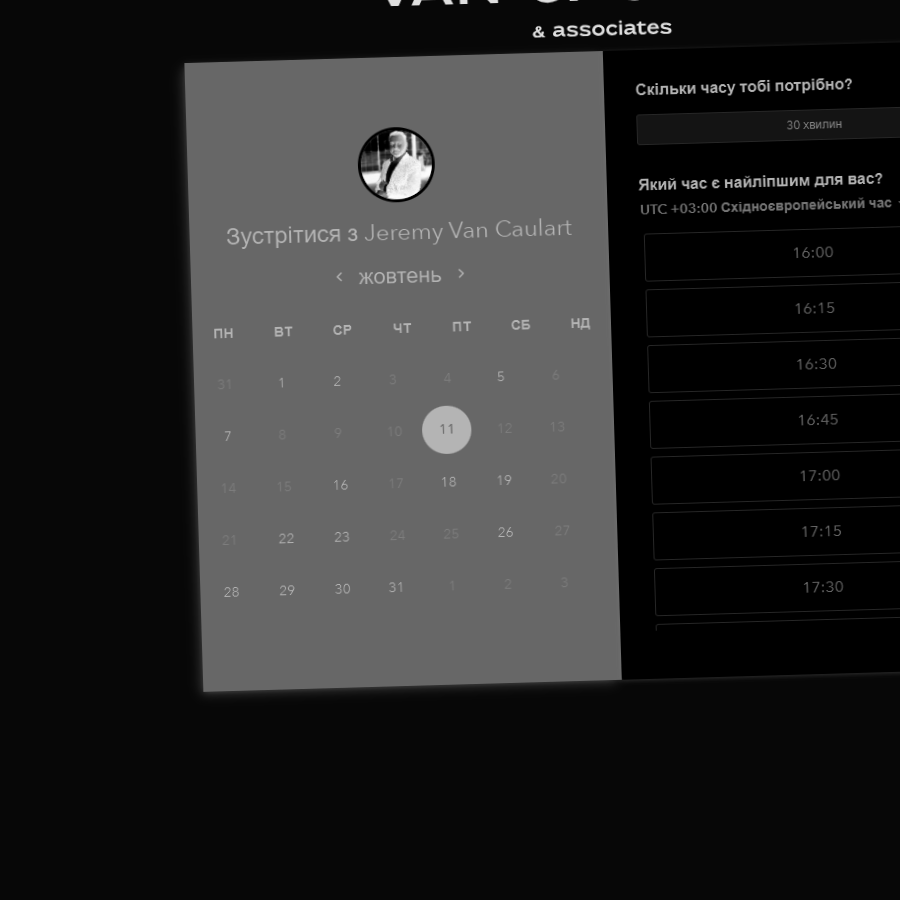 & associates
Зустрітися з Jeremy Van Caulart
‹ жовтень ›
ПН ВТ СР ЧТ ПТ СБ НД
31 1 2 3 4 5 6
7 8 9 10 11 12 13
14 15 16 17 18 19 20
21 22 23 24 25 26 27
28 29 30 31 1 2 3
Скільки часу тобі потрібно?
30 хвилин
Який час є найліпшим для вас?
UTC +03:00 Східноєвропейський час
16:00
16:15
16:30
16:45
17:00
17:15
17:30